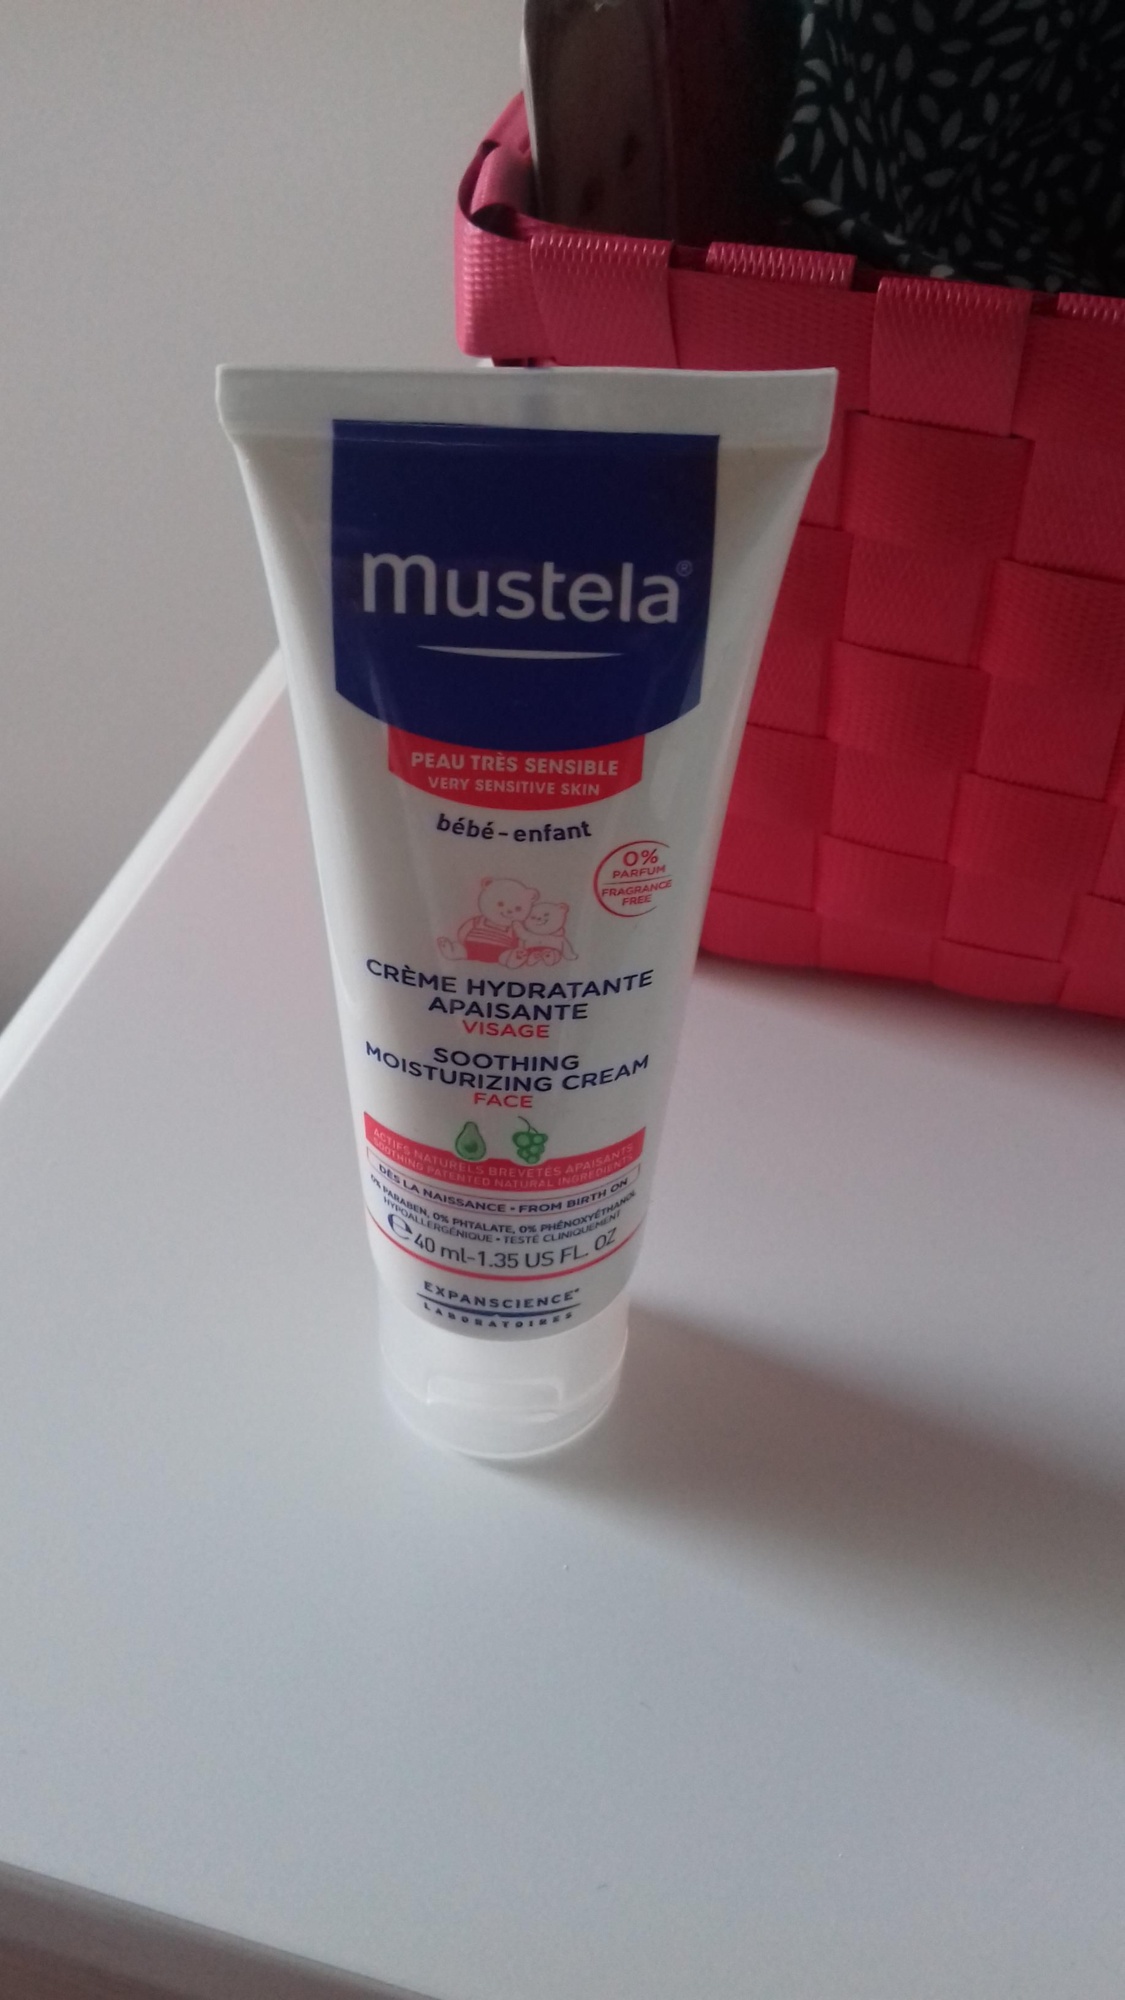 mustela®
PEAU TRÈS SENSIBLE
VERY SENSITIVE SKIN
bébé-enfant
0%
PARFUM
FRAGRANCE
FREE
CRÈME HYDRATANTE
APAISANTE
VISAGE
SOOTHING
MOISTURIZING CREAM
FACE
ACTIFS NATURELS BREVETÉS APAISANTS
SOOTHING PATENTED NATURAL INGREDIENTS
DÈS LA NAISSANCE • FROM BIRTH ON
0% PARABEN, 0% PHTALATE, 0% PHÉNOXYÉTHANOL
HYPOALLERGÉNIQUE • TESTÉ CLINIQUEMENT
℮ 40 ml-1.35 US FL. OZ
EXPANSCIENCE®
LABORATOIRES